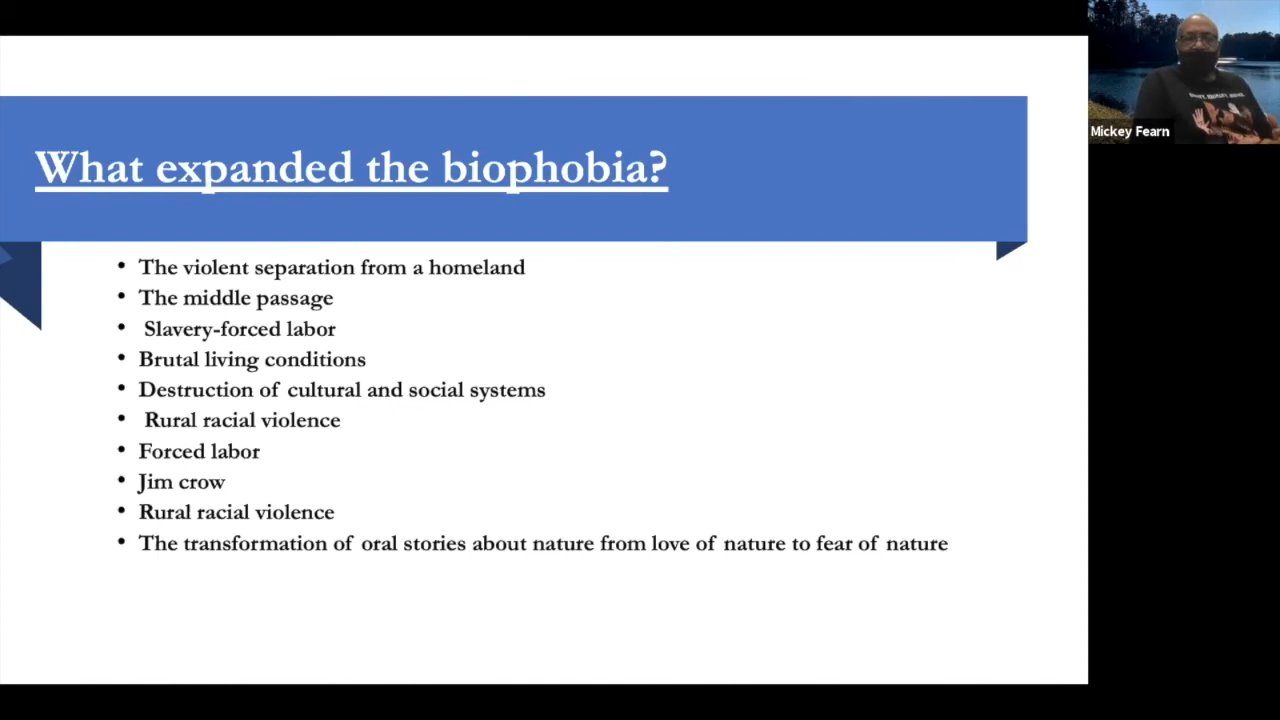 What expanded the biophobia?
• The violent separation from a homeland
• The middle passage
• Slavery-forced labor
• Brutal living conditions
• Destruction of cultural and social systems
• Rural racial violence
• Forced labor
• Jim crow
• Rural racial violence
• The transformation of oral stories about nature from love of nature to fear of nature
Mickey Fearn